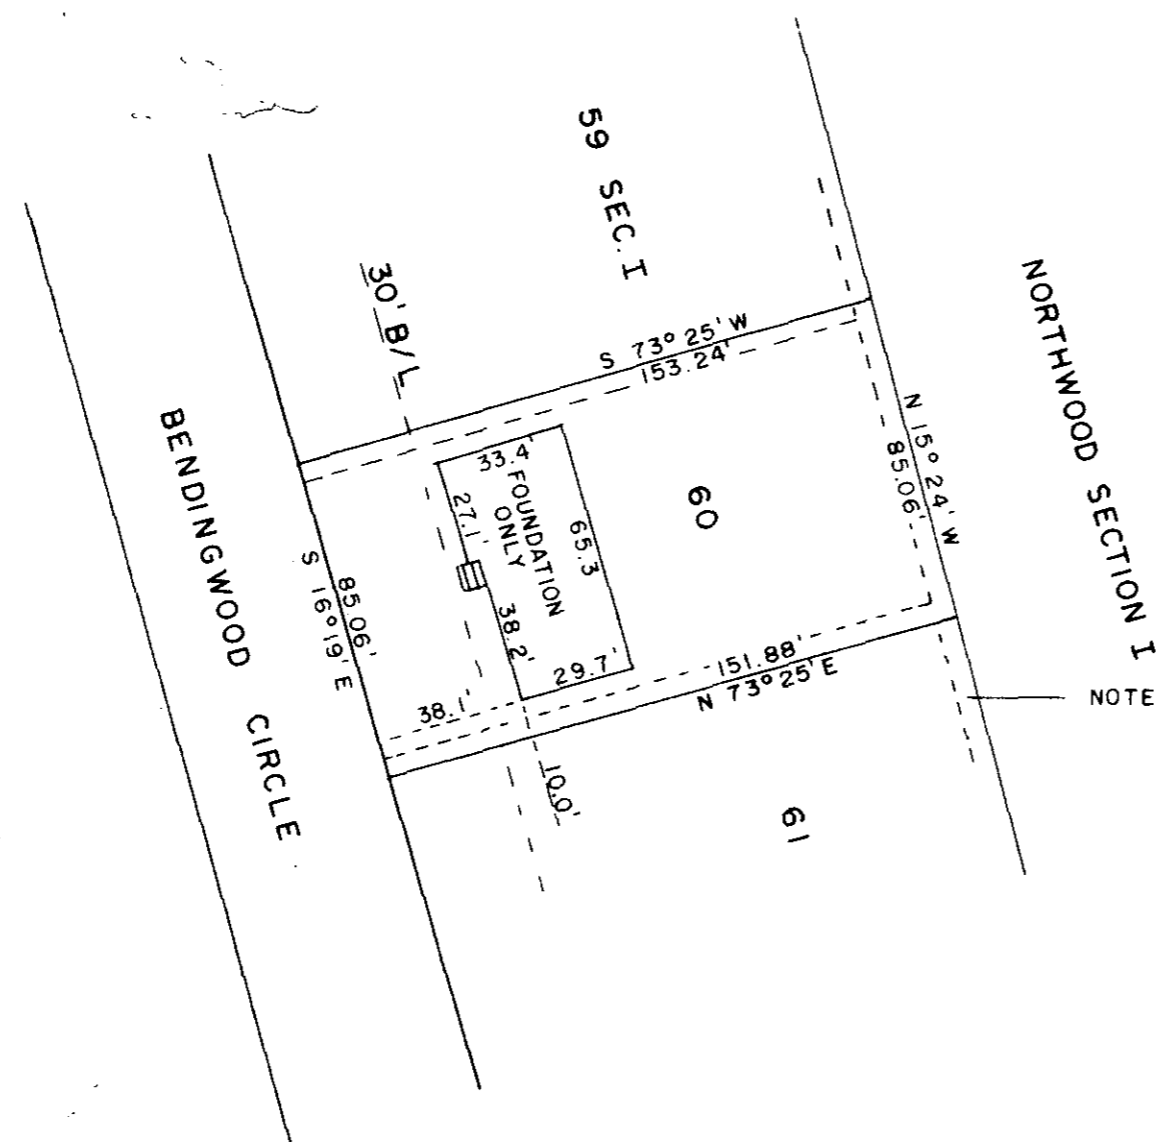 59 SEC. I
30' B/L
S 73° 25' W
153.24'
NORTHWOOD SECTION I
N 15° 24' W
85.06'
BENDINGWOOD CIRCLE
S 16° 19' E
85.06'
33.4'
27.1'
FOUNDATION
ONLY
65.3
38.2'
29.7'
60
38.1'
151.88'
N 73° 25' E
NOTE
10.0'
61